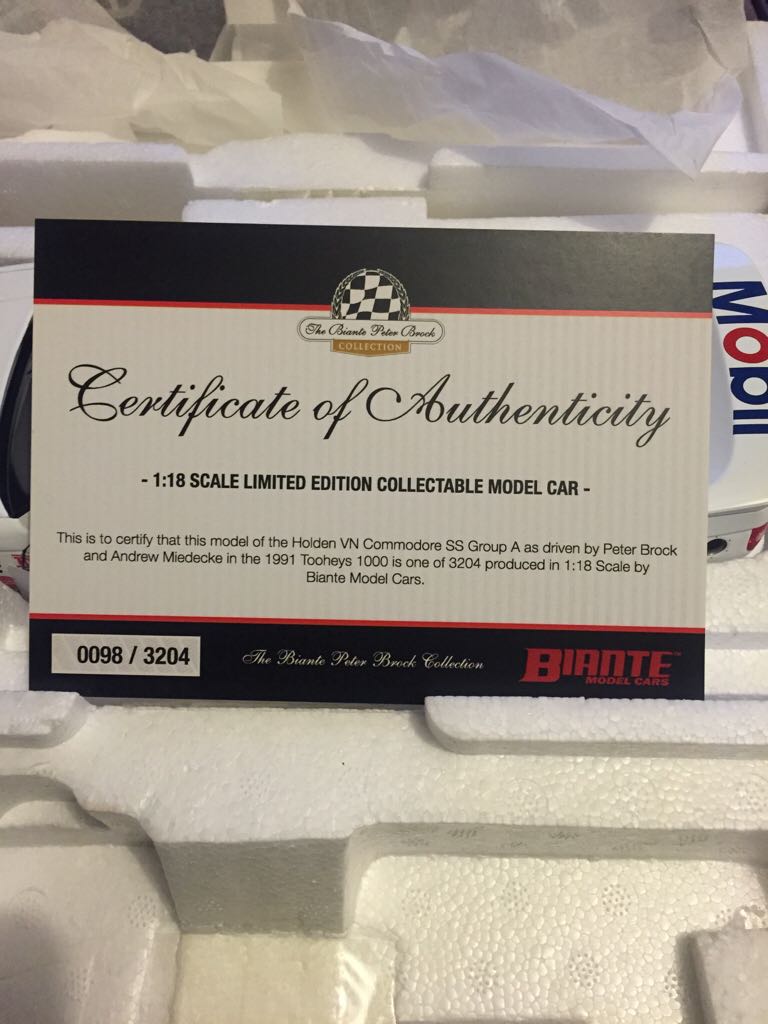 The Biante Peter Brock
COLLECTION
Mobil
Certificate of Authenticity
- 1:18 SCALE LIMITED EDITION COLLECTABLE MODEL CAR -
This is to certify that this model of the Holden VN Commodore SS Group A as driven by Peter Brock
and Andrew Miedecke in the 1991 Tooheys 1000 is one of 3204 produced in 1:18 Scale by
Biante Model Cars.
0098 / 3204
The Biante Peter Brock Collection
BIANTE™
MODEL CARS